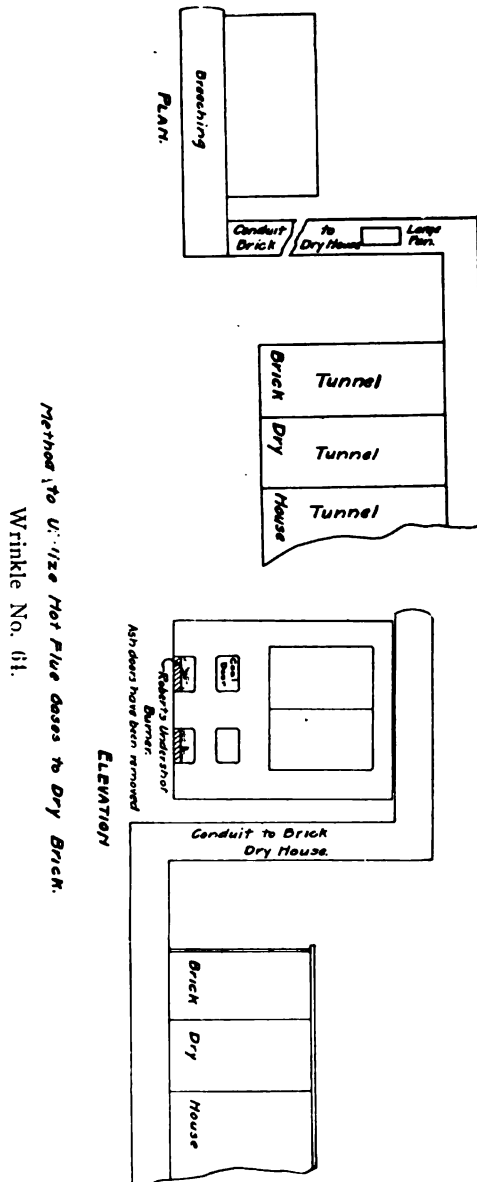 Breeching
PLAN.
Conduit to Large
Brick Dry House Fan.
Tunnel
Tunnel
Tunnel
Brick Dry House
Coal
Door
Roberts Undershot
Burner.
Ash doors have been removed
ELEVATION
Conduit to Brick
Dry House.
Brick Dry House
Method to Utilize Hot Flue Gases to Dry Brick.
Wrinkle No. 61.